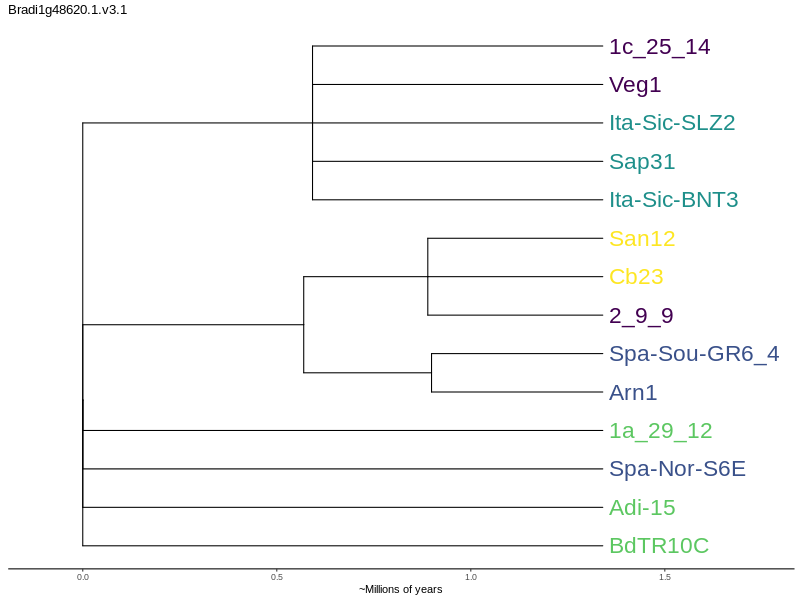 Bradi1g48620.1.v3.1
1c_25_14
Veg1
Ita-Sic-SLZ2
Sap31
Ita-Sic-BNT3
San12
Cb23
2_9_9
Spa-Sou-GR6_4
Arn1
1a_29_12
Spa-Nor-S6E
Adi-15
BdTR10C
0.0 0.5 1.0 1.5
~Millions of years